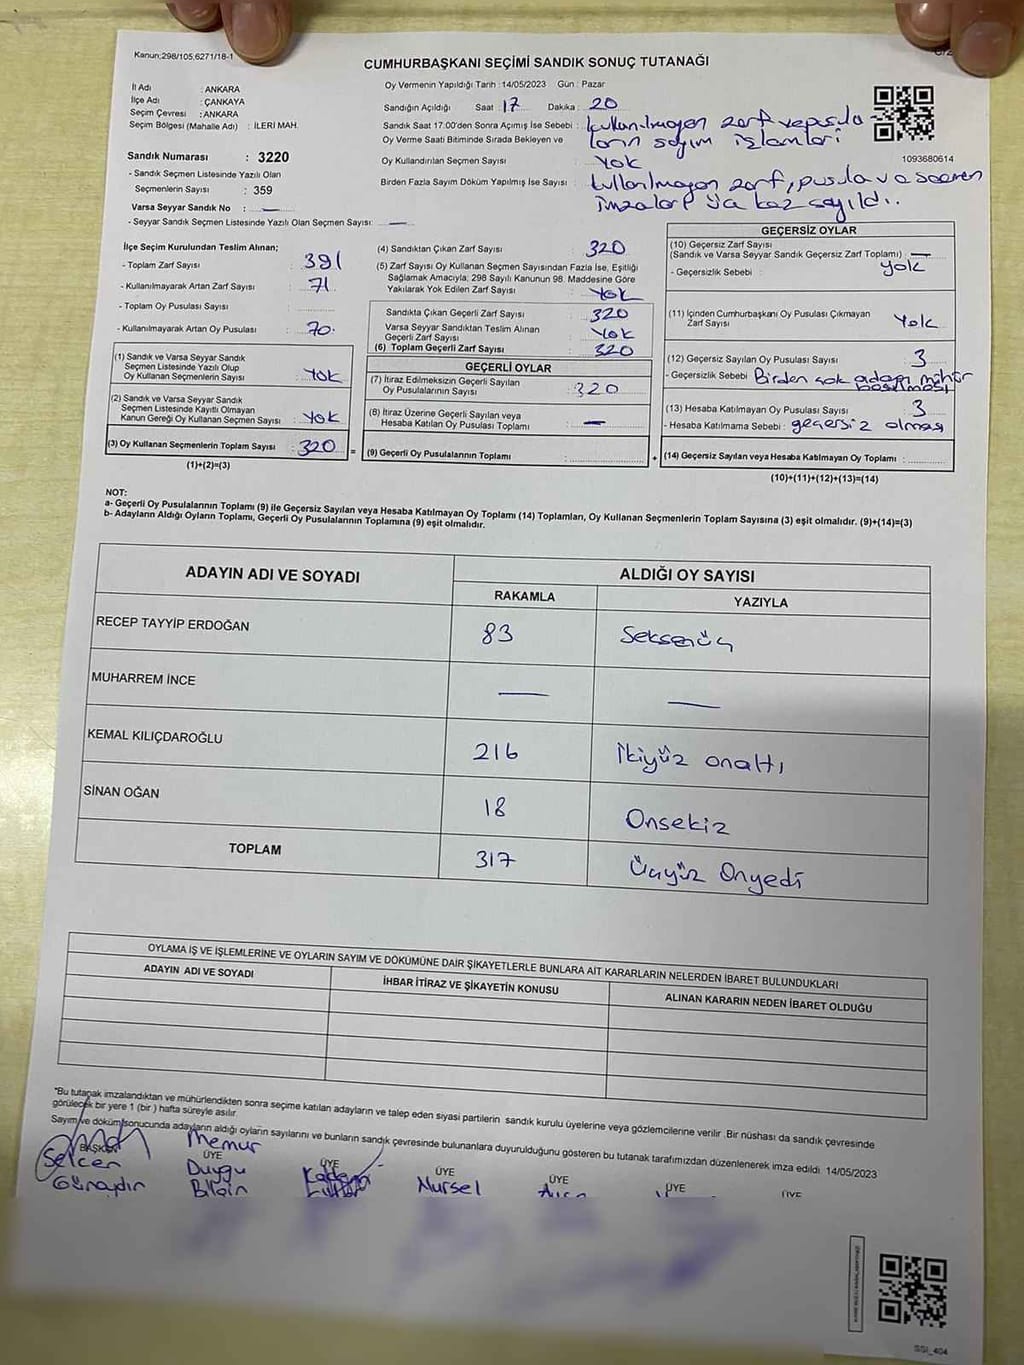 Kanun:298/105;6271/18-1
CUMHURBAŞKANI SEÇİMİ SANDIK SONUÇ TUTANAĞI
İl Adı : ANKARA
İlçe Adı : ÇANKAYA
Seçim Çevresi : ANKARA
Seçim Bölgesi (Mahalle Adı) : İLERİ MAH.
Sandık Numarası : 3220
- Sandık Seçmen Listesinde Yazılı Olan
Seçmenlerin Sayısı : 359
Varsa Seyyar Sandık No : —
- Seyyar Sandık Seçmen Listesinde Yazılı Olan Seçmen Sayısı: —
Oy Vermenin Yapıldığı Tarih : 14/05/2023 Gün : Pazar
Sandığın Açıldığı Saat : 17 Dakika : 20
Sandık Saat 17:00'den Sonra Açımış İse Sebebi : kullanılmayan zarf ve pusula
ların sayım işlemleri
Oy Verme Saati Bitiminde Sırada Bekleyen ve
Oy Kullandırılan Seçmen Sayısı : Yok
Birden Fazla Sayım Döküm Yapılmış İse Sayısı : kullanılmayan zarf, pusula ve seçmen
imzaları
kez sayıldı..
1093680614
İlçe Seçim Kurulundan Teslim Alınan;
- Toplam Zarf Sayısı : 391
- Kullanılmayarak Artan Zarf Sayısı : 71
- Toplam Oy Pusulası Sayısı :
- Kullanılmayarak Artan Oy Pusulası : 70
(1) Sandık ve Varsa Seyyar Sandık
Seçmen Listesinde Yazılı Olup
Oy Kullanan Seçmenlerin Sayısı : Yok
(2) Sandık ve Varsa Seyyar Sandık
Seçmen Listesinde Kayıtlı Olmayan
Kanun Gereği Oy Kullanan Seçmen Sayısı : Yok
(3) Oy Kullanan Seçmenlerin Toplam Sayısı : 320 =
(1)+(2)=(3)
(4) Sandıktan Çıkan Zarf Sayısı : 320
(5) Zarf Sayısı Oy Kullanan Seçmen Sayısından Fazla İse, Eşitliği
Sağlamak Amacıyla; 298 Sayılı Kanunun 98. Maddesine Göre
Yakılarak Yok Edilen Zarf Sayısı : Yok
Sandıkta Çıkan Geçerli Zarf Sayısı : 320
Varsa Seyyar Sandıktan Teslim Alınan
Geçerli Zarf Sayısı : Yok
(6) Toplam Geçerli Zarf Sayısı : 320
GEÇERLİ OYLAR
(7) İtiraz Edilmeksizin Geçerli Sayılan
Oy Pusulalarının Sayısı : 320
(8) İtiraz Üzerine Geçerli Sayılan veya
Hesaba Katılan Oy Pusulası Toplamı : —
(9) Geçerli Oy Pusulalarının Toplamı : +
GEÇERSİZ OYLAR
(10) Geçersiz Zarf Sayısı
(Sandık ve Varsa Seyyar Sandık Geçersiz Zarf Toplamı) : —
- Geçersizlik Sebebi : yok
(11) İçinden Cumhurbaşkanı Oy Pusulası Çıkmayan
Zarf Sayısı : Yok
(12) Geçersiz Sayılan Oy Pusulası Sayısı : 3
- Geçersizlik Sebebi : Birden çok adaya mühür
basılması
(13) Hesaba Katılmayan Oy Pusulası Sayısı : 3
- Hesaba Katılmama Sebebi : geçersiz olması
(14) Geçersiz Sayılan veya Hesaba Katılmayan Oy Toplamı :
(10)+(11)+(12)+(13)=(14)
NOT:
a- Geçerli Oy Pusulalarının Toplamı (9) ile Geçersiz Sayılan veya Hesaba Katılmayan Oy Toplamı (14) Toplamları, Oy Kullanan Seçmenlerin Toplam Sayısına (3) eşit olmalıdır. (9)+(14)=(3)
b- Adayların Aldığı Oyların Toplamı, Geçerli Oy Pusulalarının Toplamına (9) eşit olmalıdır.
ADAYIN ADI VE SOYADI ALDIĞI OY SAYISI
RAKAMLA YAZIYLA
RECEP TAYYİP ERDOĞAN 83 Seksenüç
MUHARREM İNCE — —
KEMAL KILIÇDAROĞLU 216 İkiyüz onaltı
SİNAN OĞAN 18 Onsekiz
TOPLAM 317 Üçyüz Onyedi
OYLAMA İŞ VE İŞLEMLERİNE VE OYLARIN SAYIM VE DÖKÜMÜNE DAİR ŞİKAYETLERLE BUNLARA AİT KARARLARIN NELERDEN İBARET BULUNDUKLARI
ADAYIN ADI VE SOYADI İHBAR İTİRAZ VE ŞİKAYETİN KONUSU ALINAN KARARIN NEDEN İBARET OLDUĞU
"Bu tutanak imzalandıktan ve mühürlendikten sonra seçime katılan adayların ve talep eden siyasi partilerin sandık kurulu üyelerine veya gözlemcilerine verilir. Bir nüshası da sandık çevresinde
görülecek bir yere 1 (bir ) hafta süreyle asılır.
Sayım ve döküm sonucunda adayların aldığı oyların sayılarını ve bunların sandık çevresinde bulunanlara duyurulduğunu gösteren bu tutanak tarafımızdan düzenlenerek imza edildi. 14/05/2023
Memur
BAŞKAN ÜYE ÜYE ÜYE ÜYE ÜYE ÜYE
Selcen Duygu Nursel
Günaydın Bilgin
SSI_404